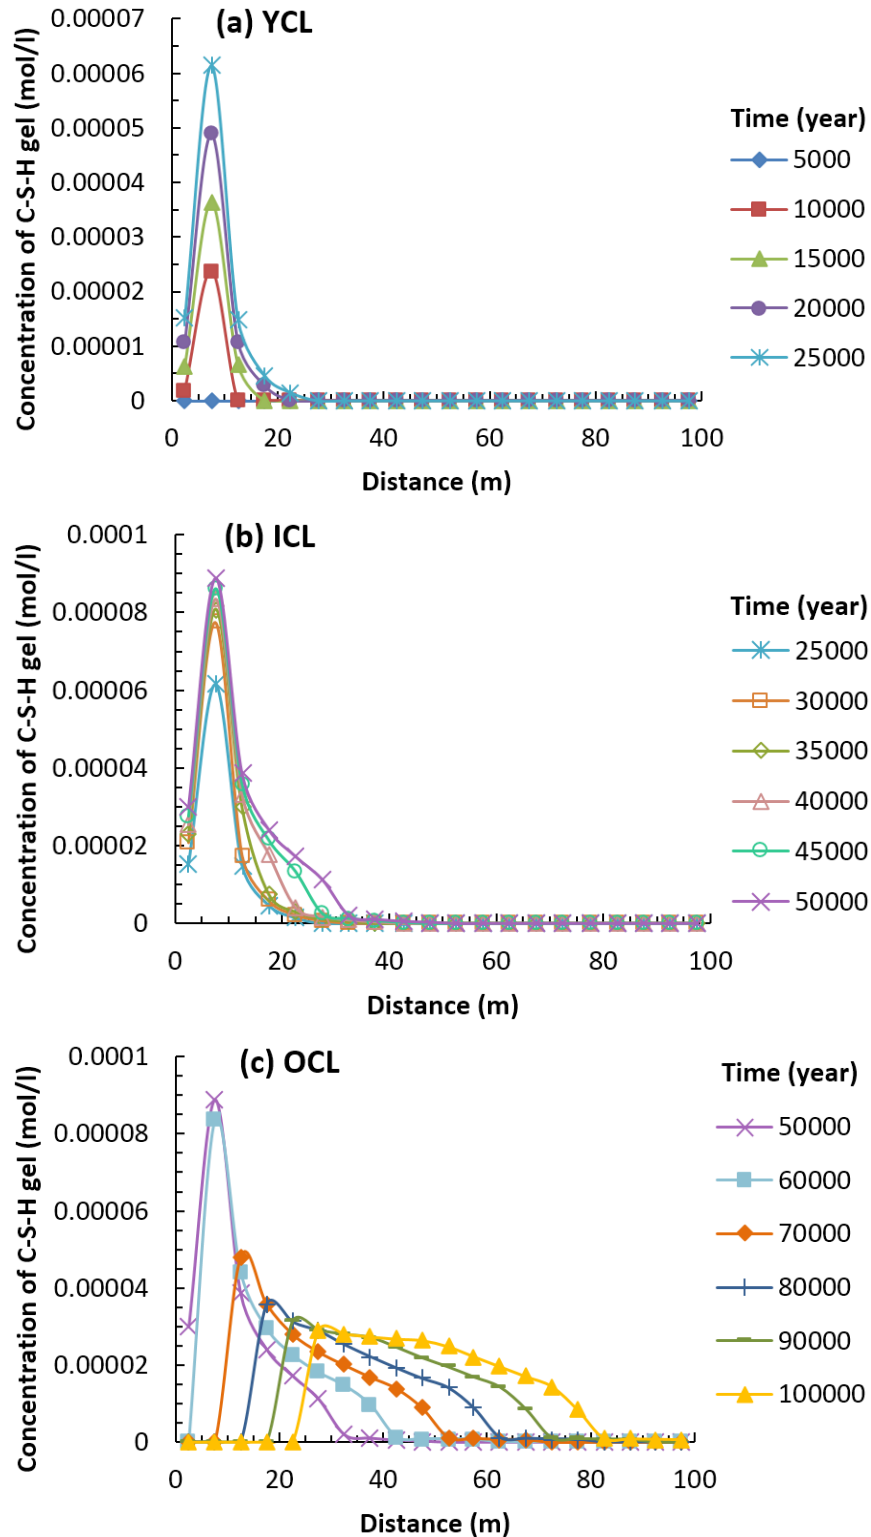 (a) YCL
Concentration of C-S-H gel (mol/l)
0.00007
0.00006
0.00005
0.00004
0.00003
0.00002
0.00001
0
0 20 40 60 80 100
Distance (m)
Time (year)
5000
10000
15000
20000
25000
(b) ICL
Concentration of C-S-H gel (mol/l)
0.0001
0.00008
0.00006
0.00004
0.00002
0
0 20 40 60 80 100
Distance (m)
Time (year)
25000
30000
35000
40000
45000
50000
(c) OCL
Concentration of C-S-H gel (mol/l)
0.0001
0.00008
0.00006
0.00004
0.00002
0
0 20 40 60 80 100
Distance (m)
Time (year)
50000
60000
70000
80000
90000
100000